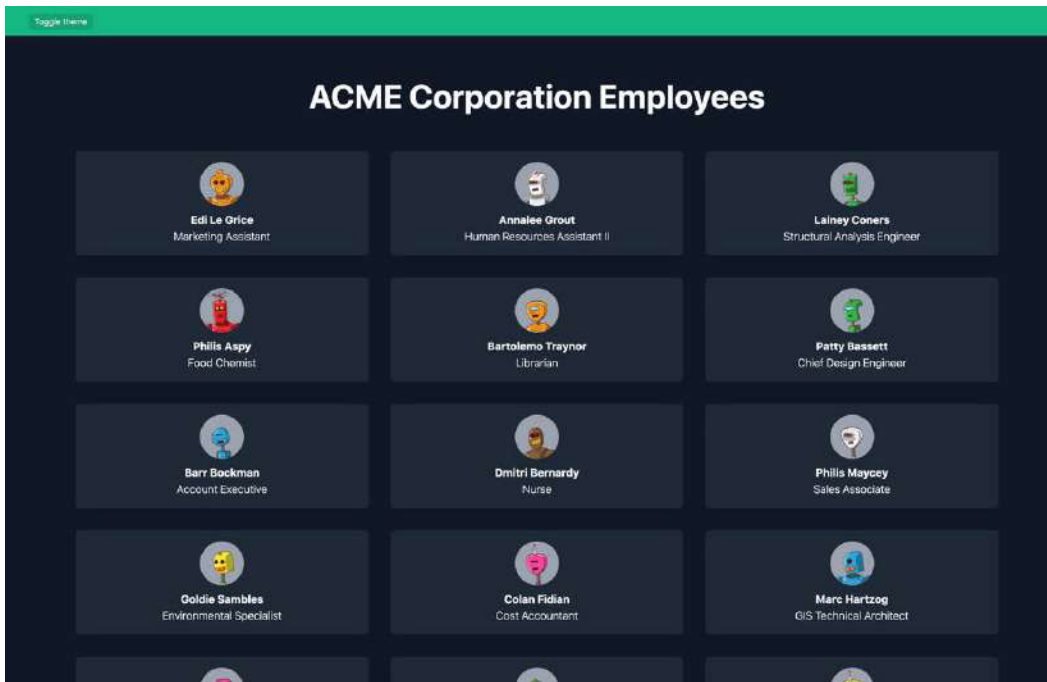 Toggle theme
ACME Corporation Employees
Edi Le Grice
Marketing Assistant
Annalee Grout
Human Resources Assistant II
Lainey Coners
Structural Analysis Engineer
Philis Aspy
Food Chemist
Bartolemo Traynor
Librarian
Patty Bassett
Chief Design Engineer
Barr Bockman
Account Executive
Dmitri Bernardy
Nurse
Philis Maycey
Sales Associate
Goldie Sambles
Environmental Specialist
Colan Fidian
Cost Accountant
Marc Hartzog
GIS Technical Architect